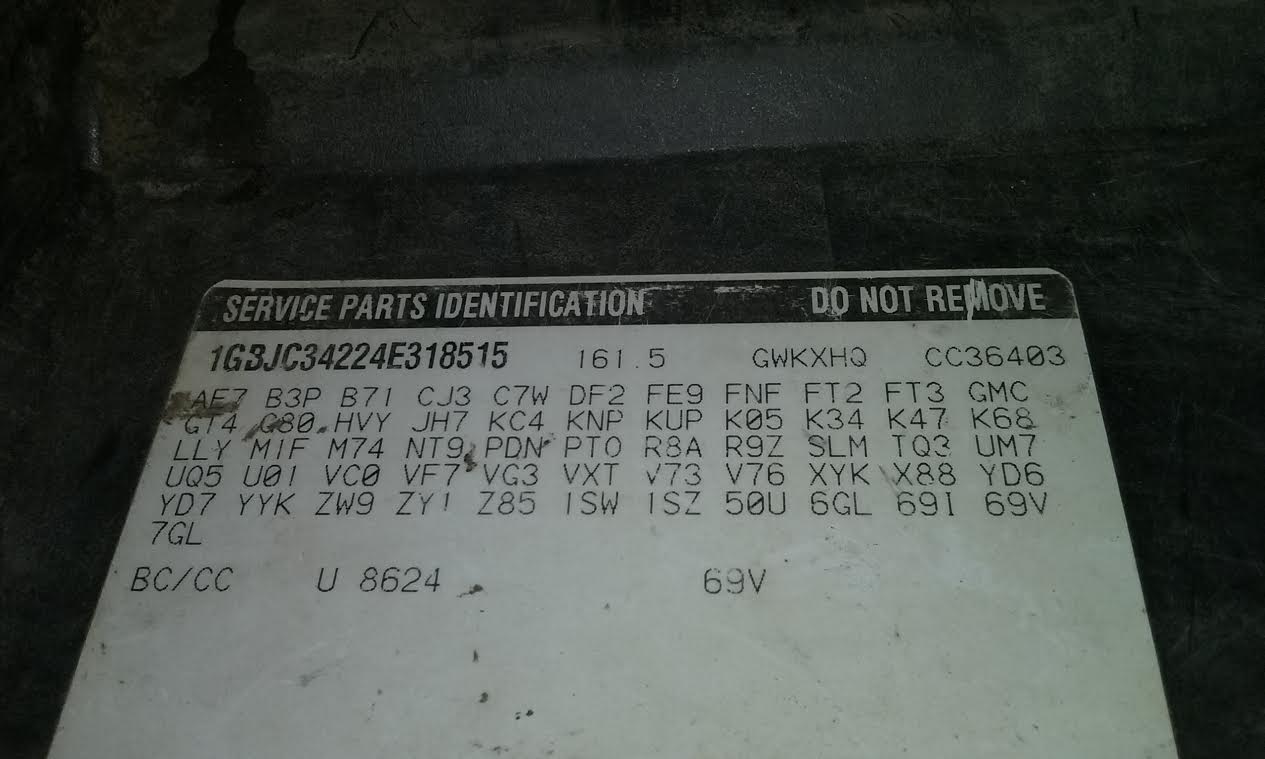 SERVICE PARTS IDENTIFICATION DO NOT REMOVE
1GBJC34224E318515 161.5 GWKXHQ CC36403
AE7 B3P B71 CJ3 C7W DF2 FE9 FNF FT2 FT3 GMC
GT4 G80 HVY JH7 KC4 KNP KUP K05 K34 K47 K68
LLY MIF M74 NT9 PDN PTO R8A R9Z SLM TQ3 UM7
UQ5 U01 VC0 VF7 VG3 VXT V73 V76 XYK X88 YD6
YD7 YYK ZW9 ZY1 Z85 1SW 1SZ 50U 6GL 69I 69V
7GL
BC/CC U 8624 69V